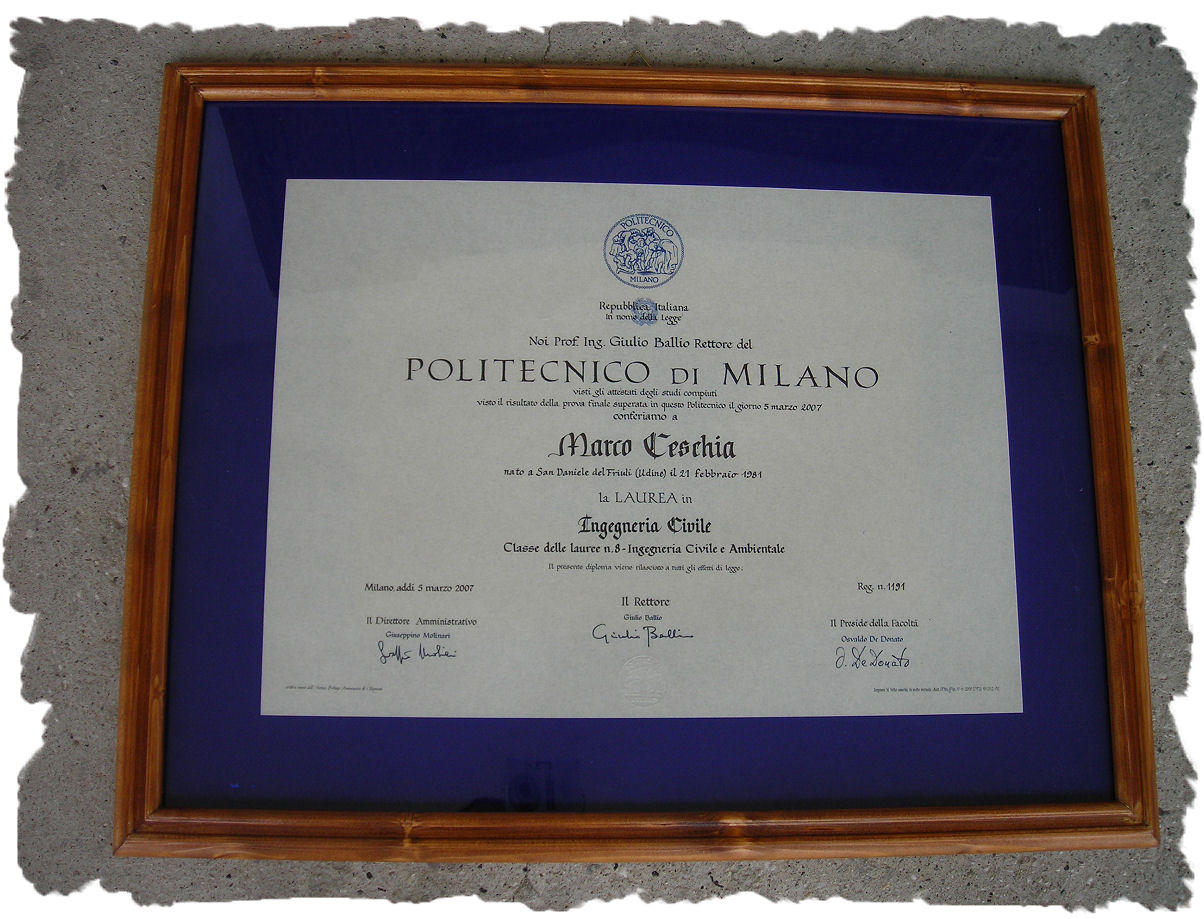 POLITECNICO
MILANO
Repubblica Italiana
In nome della Legge
Noi Prof. Ing. Giulio Ballio Rettore del
POLITECNICO DI MILANO
visti gli attestati degli studi compiuti
visto il risultato della prova finale superata in questo Politecnico il giorno 5 marzo 2007
conferiamo a
Marco Ceschia
nato a San Daniele del Friuli (Udine) il 21 febbraio 1981
la LAUREA in
Ingegneria Civile
Classe delle lauree n.8-Ingegneria Civile e Ambientale
Il presente diploma viene rilasciato a tutti gli effetti di legge.
Milano, addì 5 marzo 2007
Reg. n. 1191
Il Rettore
Giulio Ballio
Giulio Ballio
Il Direttore Amministrativo
Giuseppino Molinari
Il Preside della Facoltà
Osvaldo De Donato
O. De Donato